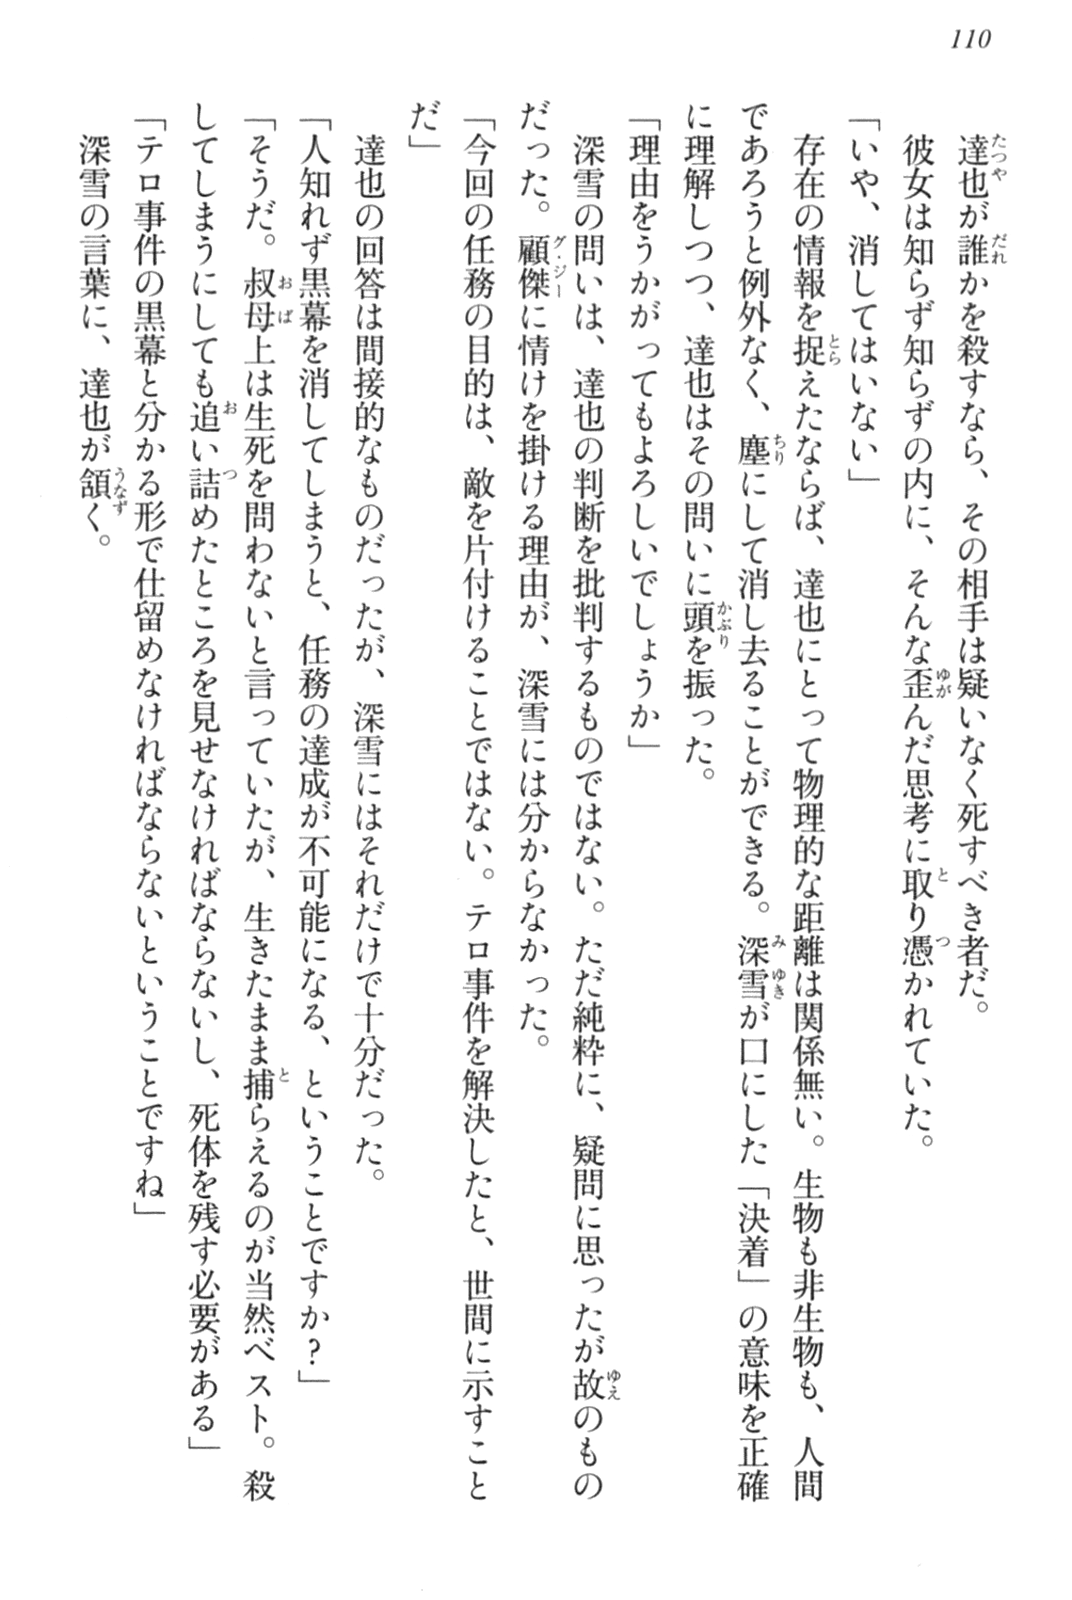 110
達也が誰かを殺すなら、その相手は疑いなく死すべき者だ。
彼女は知らず知らずの内に、そんな歪んだ思考に取り憑かれていた。
「いや、消してはいない」
存在の情報を捉えたならば、達也にとって物理的な距離は関係無い。生物も非生物も、人間
であろうと例外なく、塵にして消し去ることができる。深雪が口にした「決着」の意味を正確
に理解しつつ、達也はその問いに頭を振った。
「理由をうかがってもよろしいでしょうか」
深雪の問いは、達也の判断を批判するものではない。ただ純粋に、疑問に思ったが故のもの
だった。顧傑に情けを掛ける理由が、深雪には分からなかった。
「今回の任務の目的は、敵を片付けることではない。テロ事件を解決したと、世間に示すこと
だ」
達也の回答は間接的なものだったが、深雪にはそれだけで十分だった。
「人知れず黒幕を消してしまうと、任務の達成が不可能になる、ということですか?」
「そうだ。叔母上は生死を問わないと言っていたが、生きたまま捕らえるのが当然ベスト。殺
してしまうにしても追い詰めたところを見せなければならないし、死体を残す必要がある」
「テロ事件の黒幕と分かる形で仕留めなければならないということですね」
深雪の言葉に、達也が頷く。